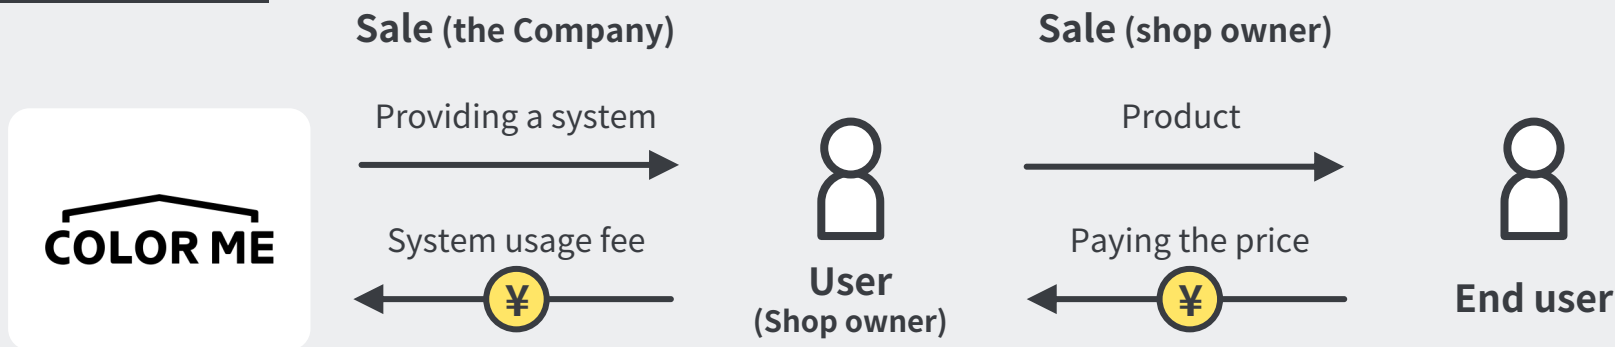 Sale (the Company)
Sale (shop owner)
Providing a system
Product
COLOR ME
System usage fee
Paying the price
¥
¥
User
(Shop owner)
End user